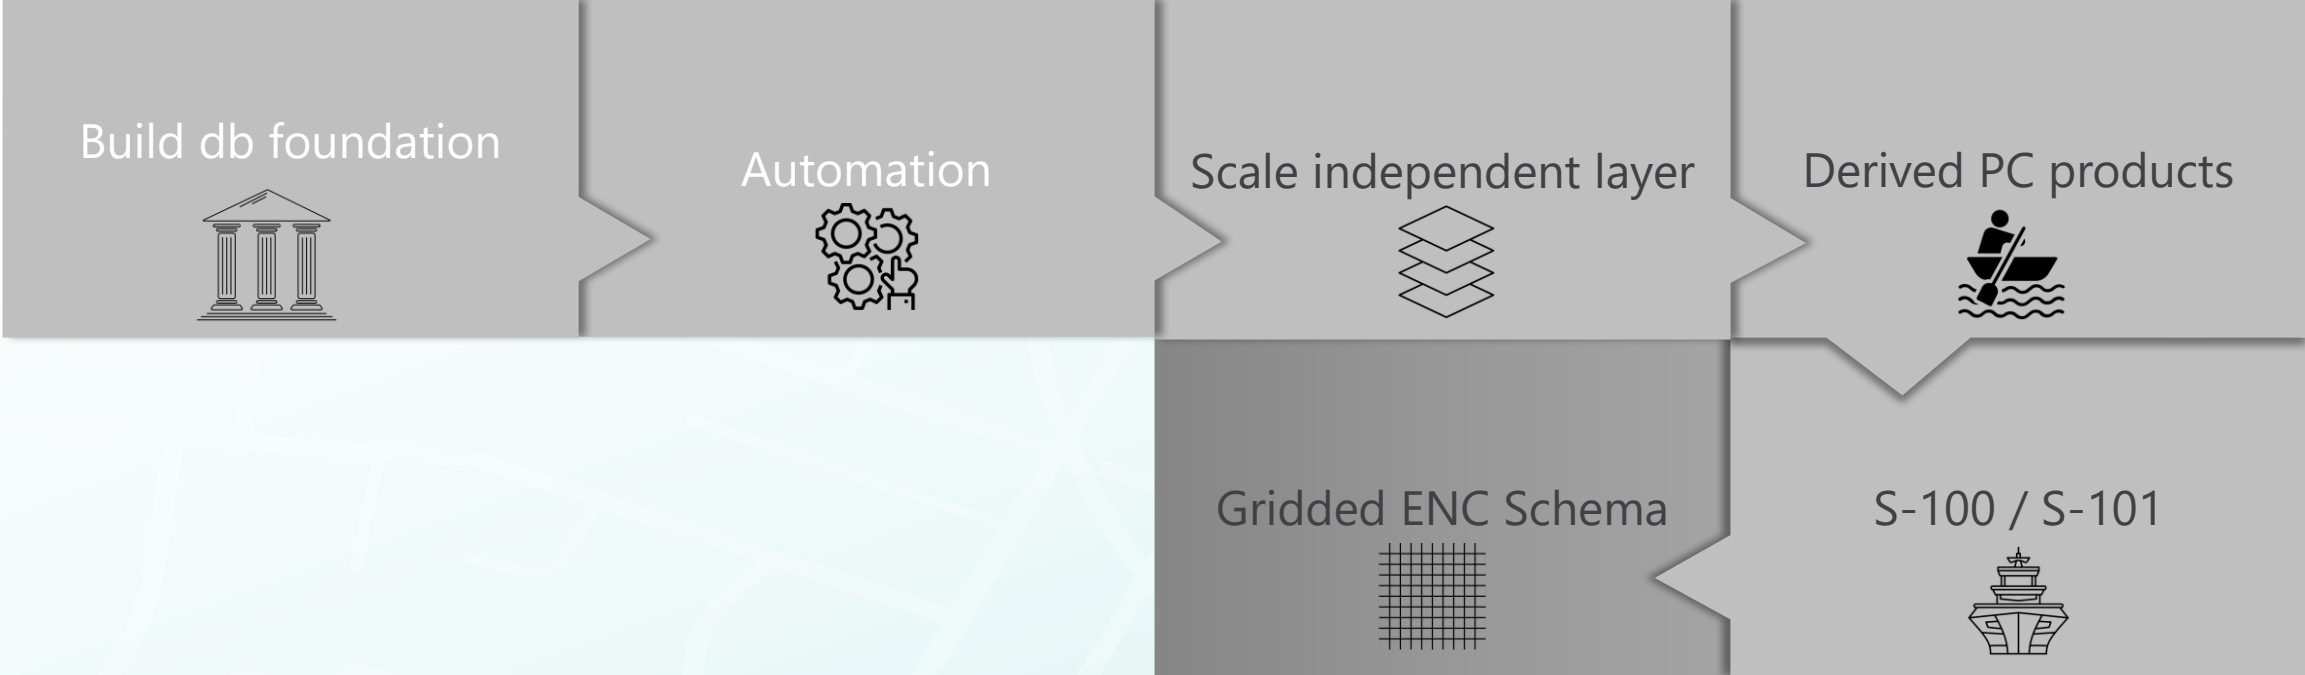 Build db foundation
Automation
Scale independent layer
Derived PC products
Gridded ENC Schema
S-100 / S-101